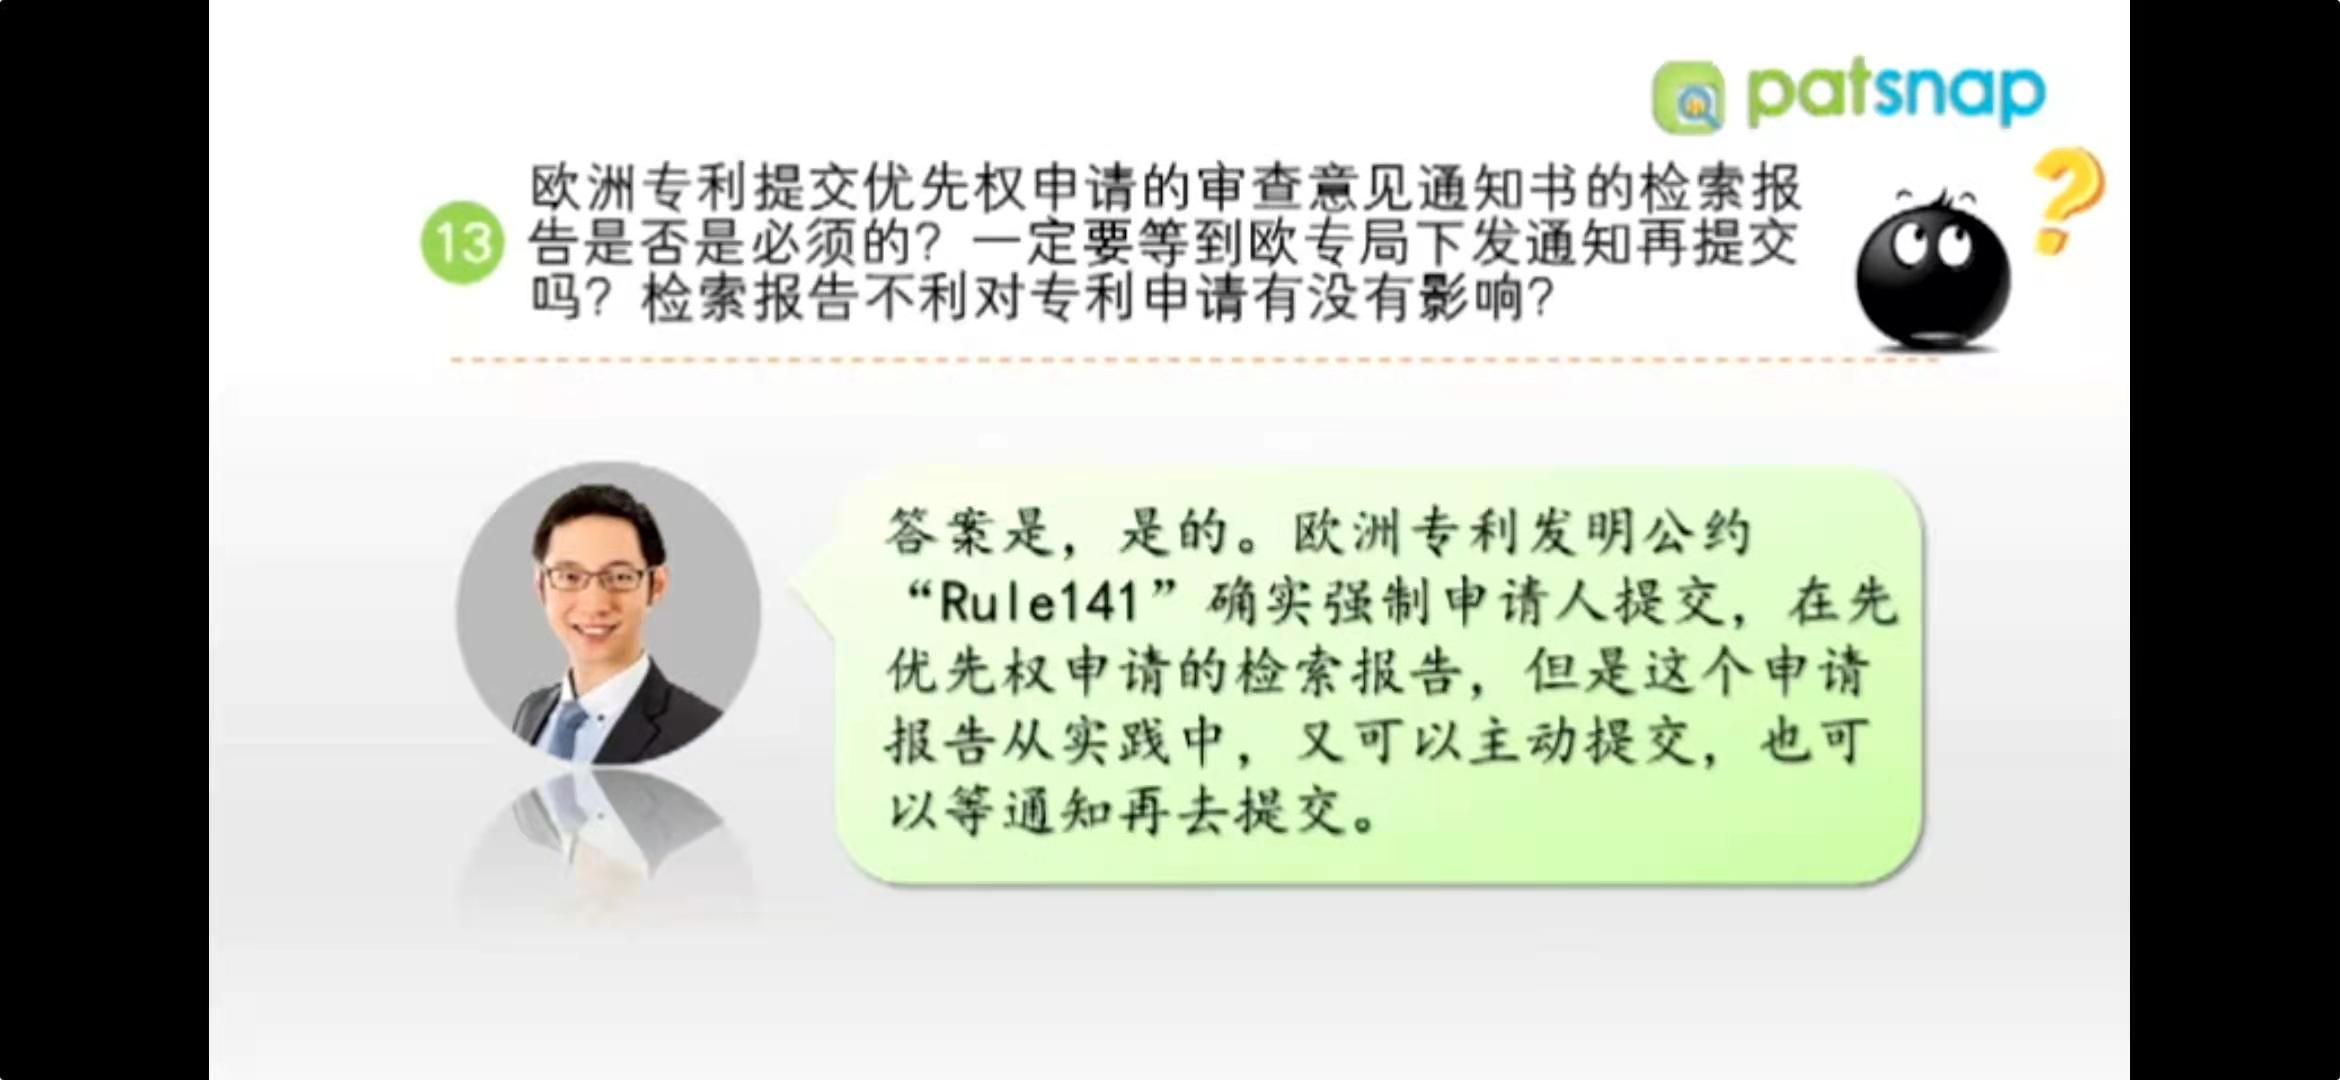 patsnap
13
欧洲专利提交优先权申请的审查意见通知书的检索报
告是否是必须的？一定要等到欧专局下发通知再提交
吗？检索报告不利对专利申请有没有影响？
答案是，是的。欧洲专利发明公约
“Rule141”确实强制申请人提交，在先
优先权申请的检索报告，但是这个申请
报告从实践中，又可以主动提交，也可
以等通知再去提交。